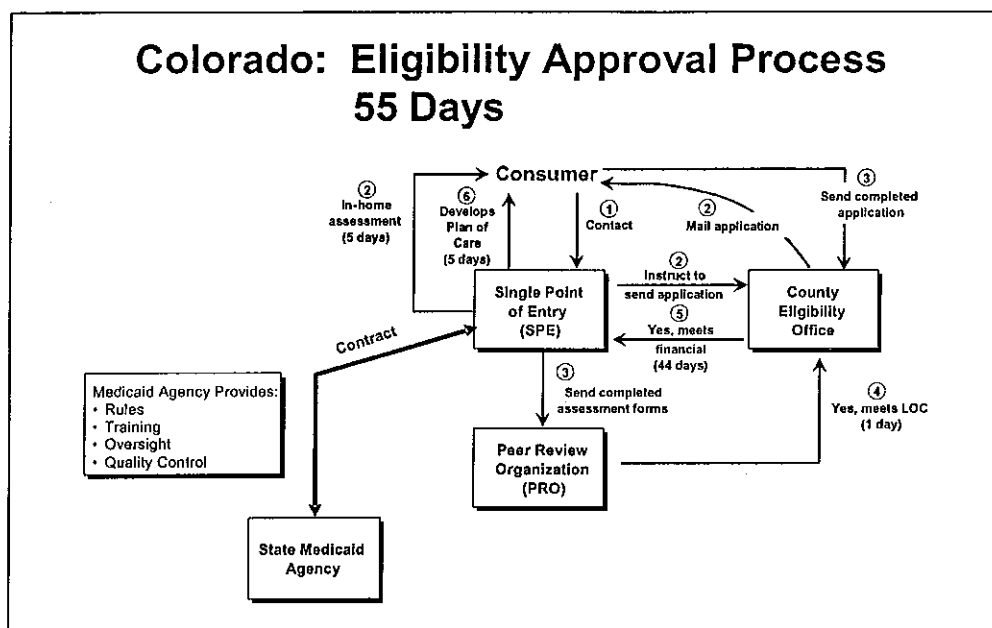 Colorado: Eligibility Approval Process
55 Days
Consumer
②
In-home
assessment
(5 days)
⑥
Develops
Plan of
Care
(5 days)
①
Contact
②
Mail application
③
Send completed
application
Single Point
of Entry
(SPE)
②
Instruct to
send application
⑤
Yes, meets
financial
(44 days)
County
Eligibility
Office
Contract
③
Send completed
assessment forms
④
Yes, meets LOC
(1 day)
Medicaid Agency Provides:
• Rules
• Training
• Oversight
• Quality Control
Peer Review
Organization
(PRO)
State Medicaid
Agency